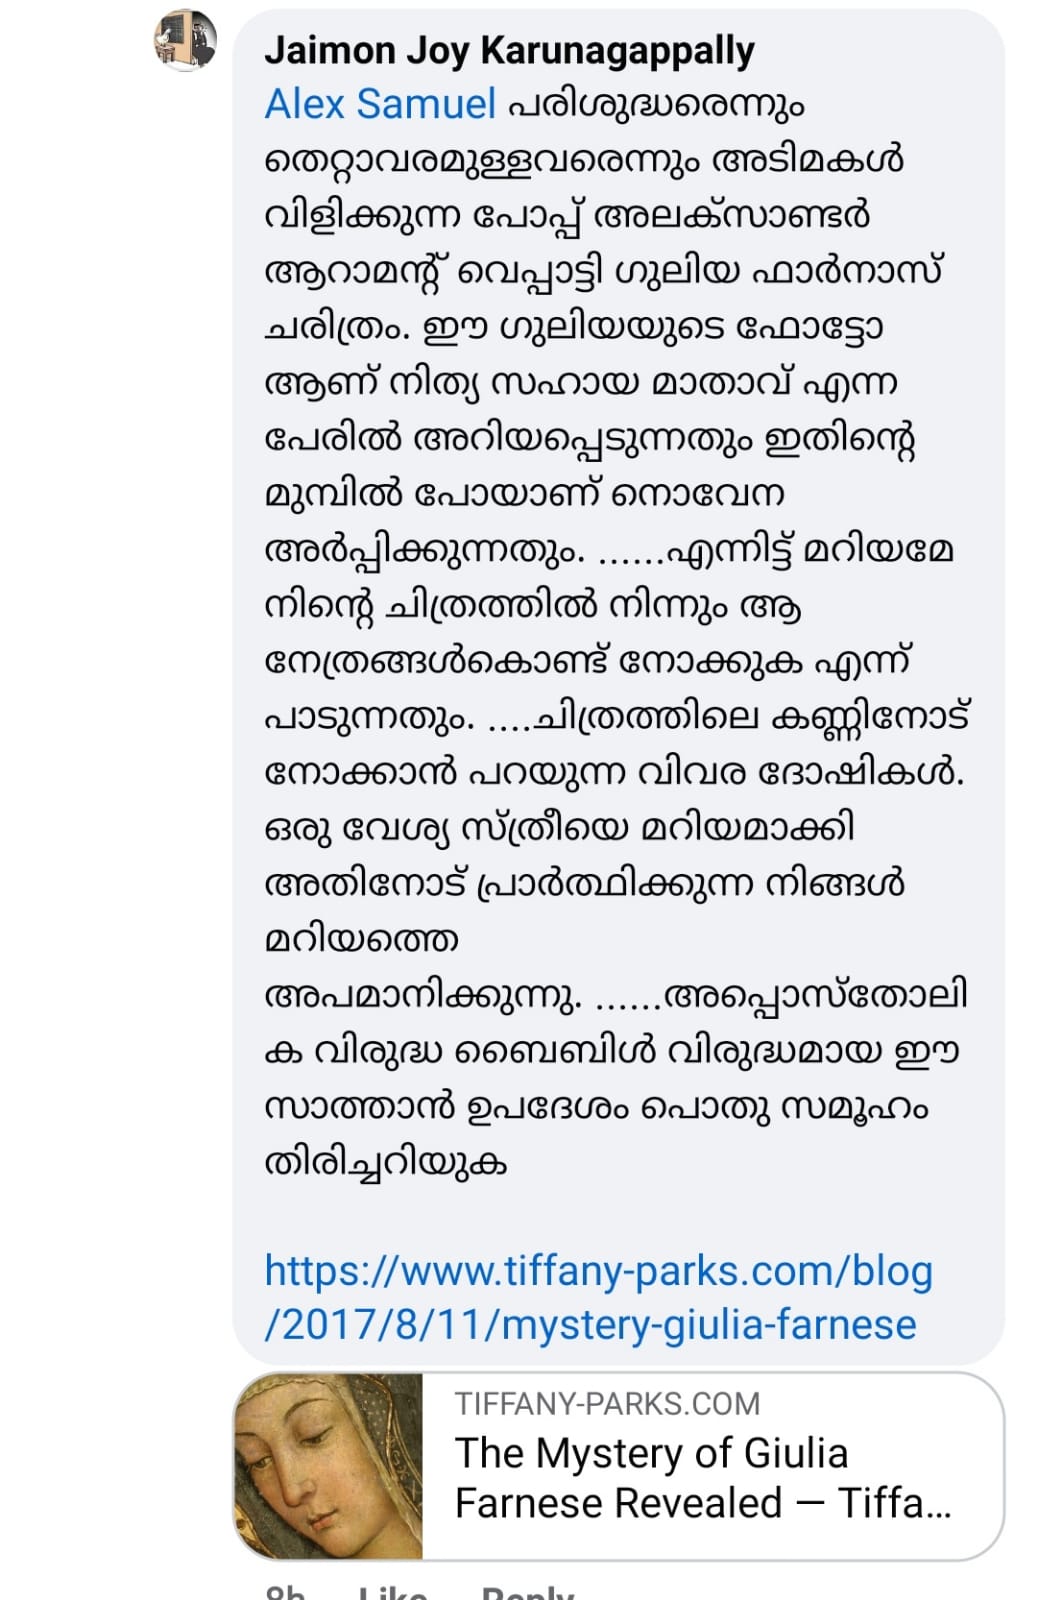 Jaimon Joy Karunagappally
Alex Samuel പരിശുദ്ധരെന്നും
തെറ്റാവരമുള്ളവരെന്നും അടിമകൾ
വിളിക്കുന്ന പോപ്പ് അലക്സാണ്ടർ
ആറാമന്റ് വെപ്പാട്ടി ഗുലിയ ഫാർനാസ്
ചരിത്രം. ഈ ഗുലിയയുടെ ഫോട്ടോ
ആണ് നിത്യ സഹായ മാതാവ് എന്ന
പേരിൽ അറിയപ്പെടുന്നതും ഇതിന്റെ
മുമ്പിൽ പോയാണ് നൊവേന
അർപ്പിക്കുന്നതും. ......എന്നിട്ട് മറിയമേ
നിന്റെ ചിത്രത്തിൽ നിന്നും ആ
നേത്രങ്ങൾകൊണ്ട് നോക്കുക എന്ന്
പാടുന്നതും. ....ചിത്രത്തിലെ കണ്ണിനോട്
നോക്കാൻ പറയുന്ന വിവര ദോഷികൾ.
ഒരു വേശ്യ സ്ത്രീയെ മറിയമാക്കി
അതിനോട് പ്രാർത്ഥിക്കുന്ന നിങ്ങൾ
മറിയത്തെ
അപമാനിക്കുന്നു. ......അപ്പൊസ്തോലി
ക വിരുദ്ധ ബൈബിൾ വിരുദ്ധമായ ഈ
സാത്താൻ ഉപദേശം പൊതു സമൂഹം
തിരിച്ചറിയുക
https://www.tiffany-parks.com/blog
/2017/8/11/mystery-giulia-farnese
TIFFANY-PARKS.COM
The Mystery of Giulia
Farnese Revealed — Tiffa...
8h Like Reply